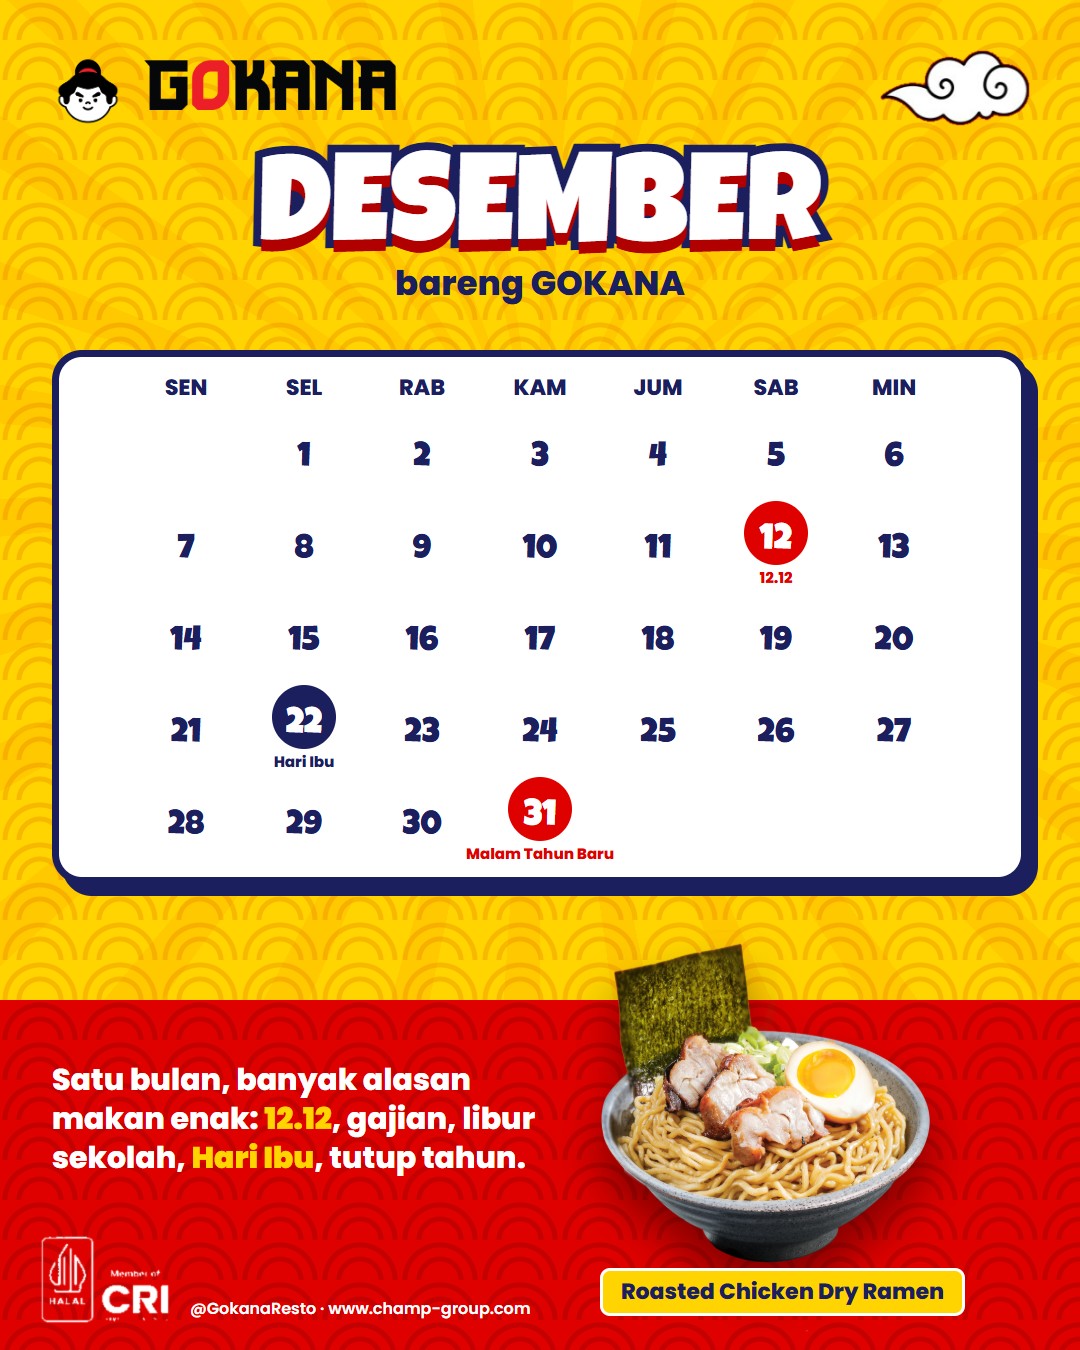 GOKANA
DESEMBER
bareng GOKANA
SEN SEL RAB KAM JUM SAB MIN
1 2 3 4 5 6
7 8 9 10 11 12 13
12.12
14 15 16 17 18 19 20
21 22 23 24 25 26 27
Hari Ibu
28 29 30 31
Malam Tahun Baru
Satu bulan, banyak alasan
makan enak: 12.12, gajian, libur
sekolah, Hari Ibu, tutup tahun.
HALAL
Member of
CRI
@GokanaResto · www.champ-group.com
Roasted Chicken Dry Ramen